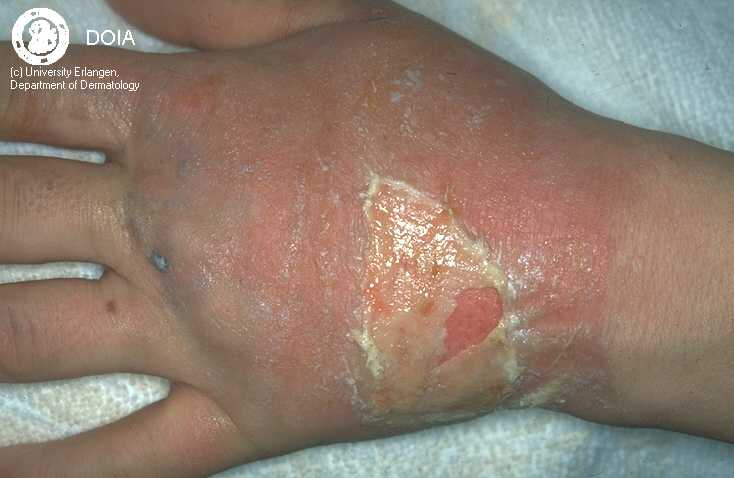 DOIA
(c) University Erlangen,
Department of Dermatology